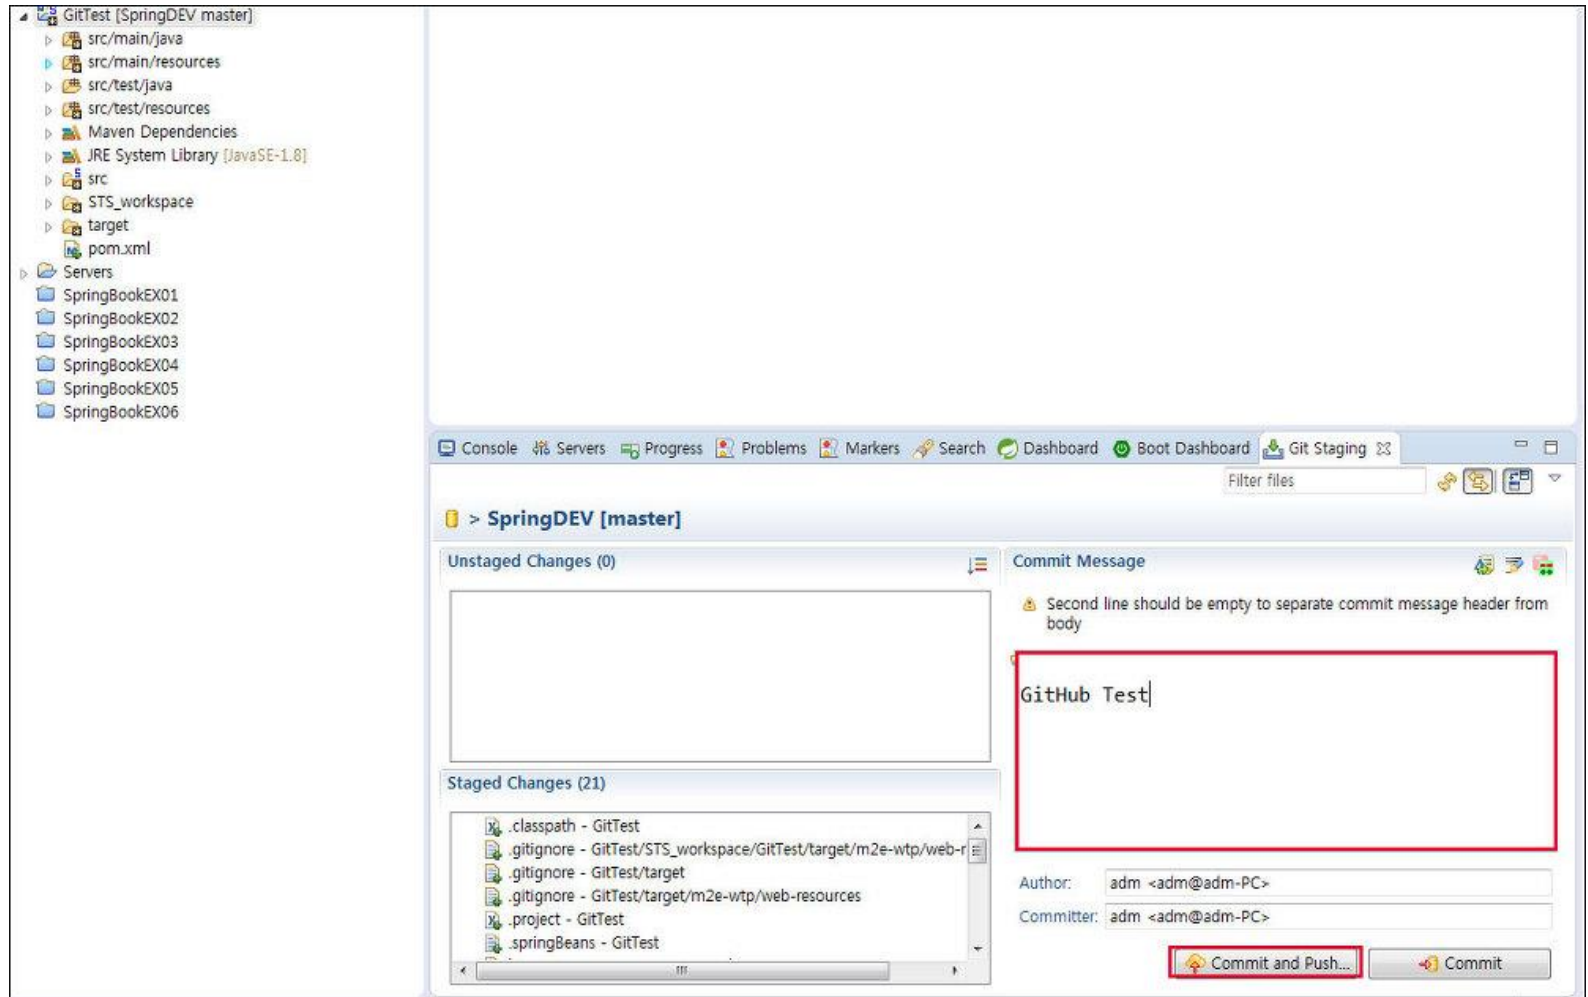 GitTest [SpringDEV master]
src/main/java
src/main/resources
src/test/java
src/test/resources
Maven Dependencies
JRE System Library [JavaSE-1.8]
src
STS_workspace
target
pom.xml
Servers
SpringBookEX01
SpringBookEX02
SpringBookEX03
SpringBookEX04
SpringBookEX05
SpringBookEX06
Console Servers Progress Problems Markers Search Dashboard Boot Dashboard Git Staging
Filter files
> SpringDEV [master]
Unstaged Changes (0)
Staged Changes (21)
.classpath - GitTest
.gitignore - GitTest/STS_workspace/GitTest/target/m2e-wtp/web-r
.gitignore - GitTest/target
.gitignore - GitTest/target/m2e-wtp/web-resources
.project - GitTest
.springBeans - GitTest
Commit Message
Second line should be empty to separate commit message header from
body
GitHub Test
Author: adm <adm@adm-PC>
Committer: adm <adm@adm-PC>
Commit and Push... Commit